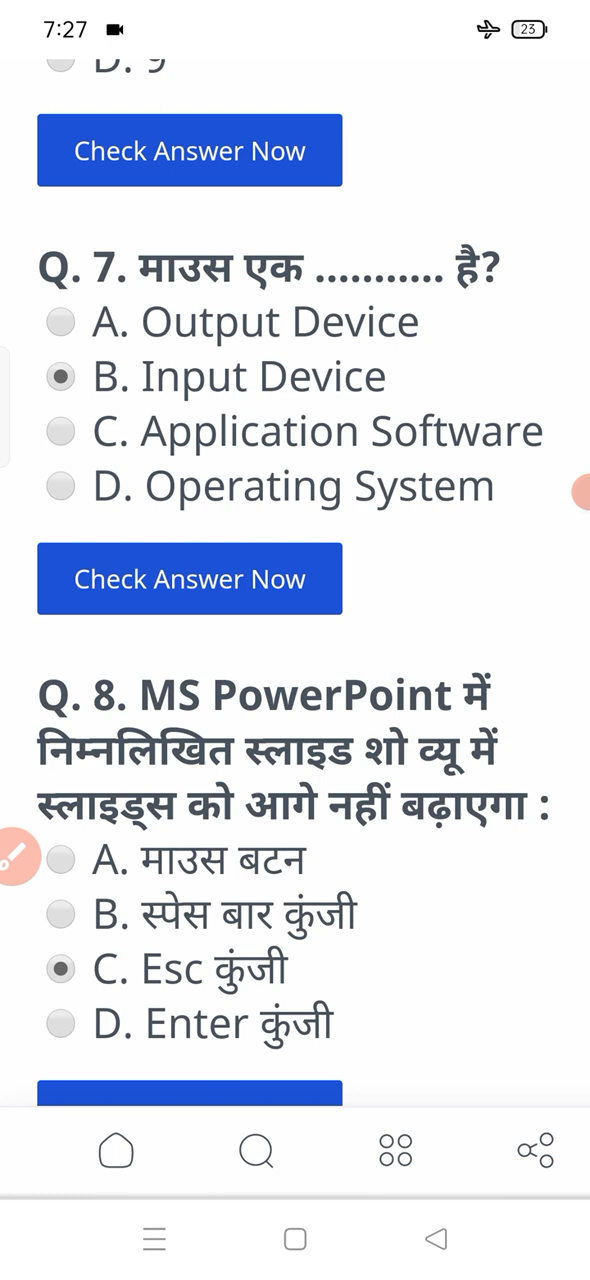 7:27
23
D. 9
Check Answer Now
Q. 7. माउस एक ........... है?
A. Output Device
B. Input Device
C. Application Software
D. Operating System
Check Answer Now
Q. 8. MS PowerPoint में
निम्नलिखित स्लाइड शो व्यू में
स्लाइड्स को आगे नहीं बढ़ाएगा :
A. माउस बटन
B. स्पेस बार कुंजी
C. Esc कुंजी
D. Enter कुंजी